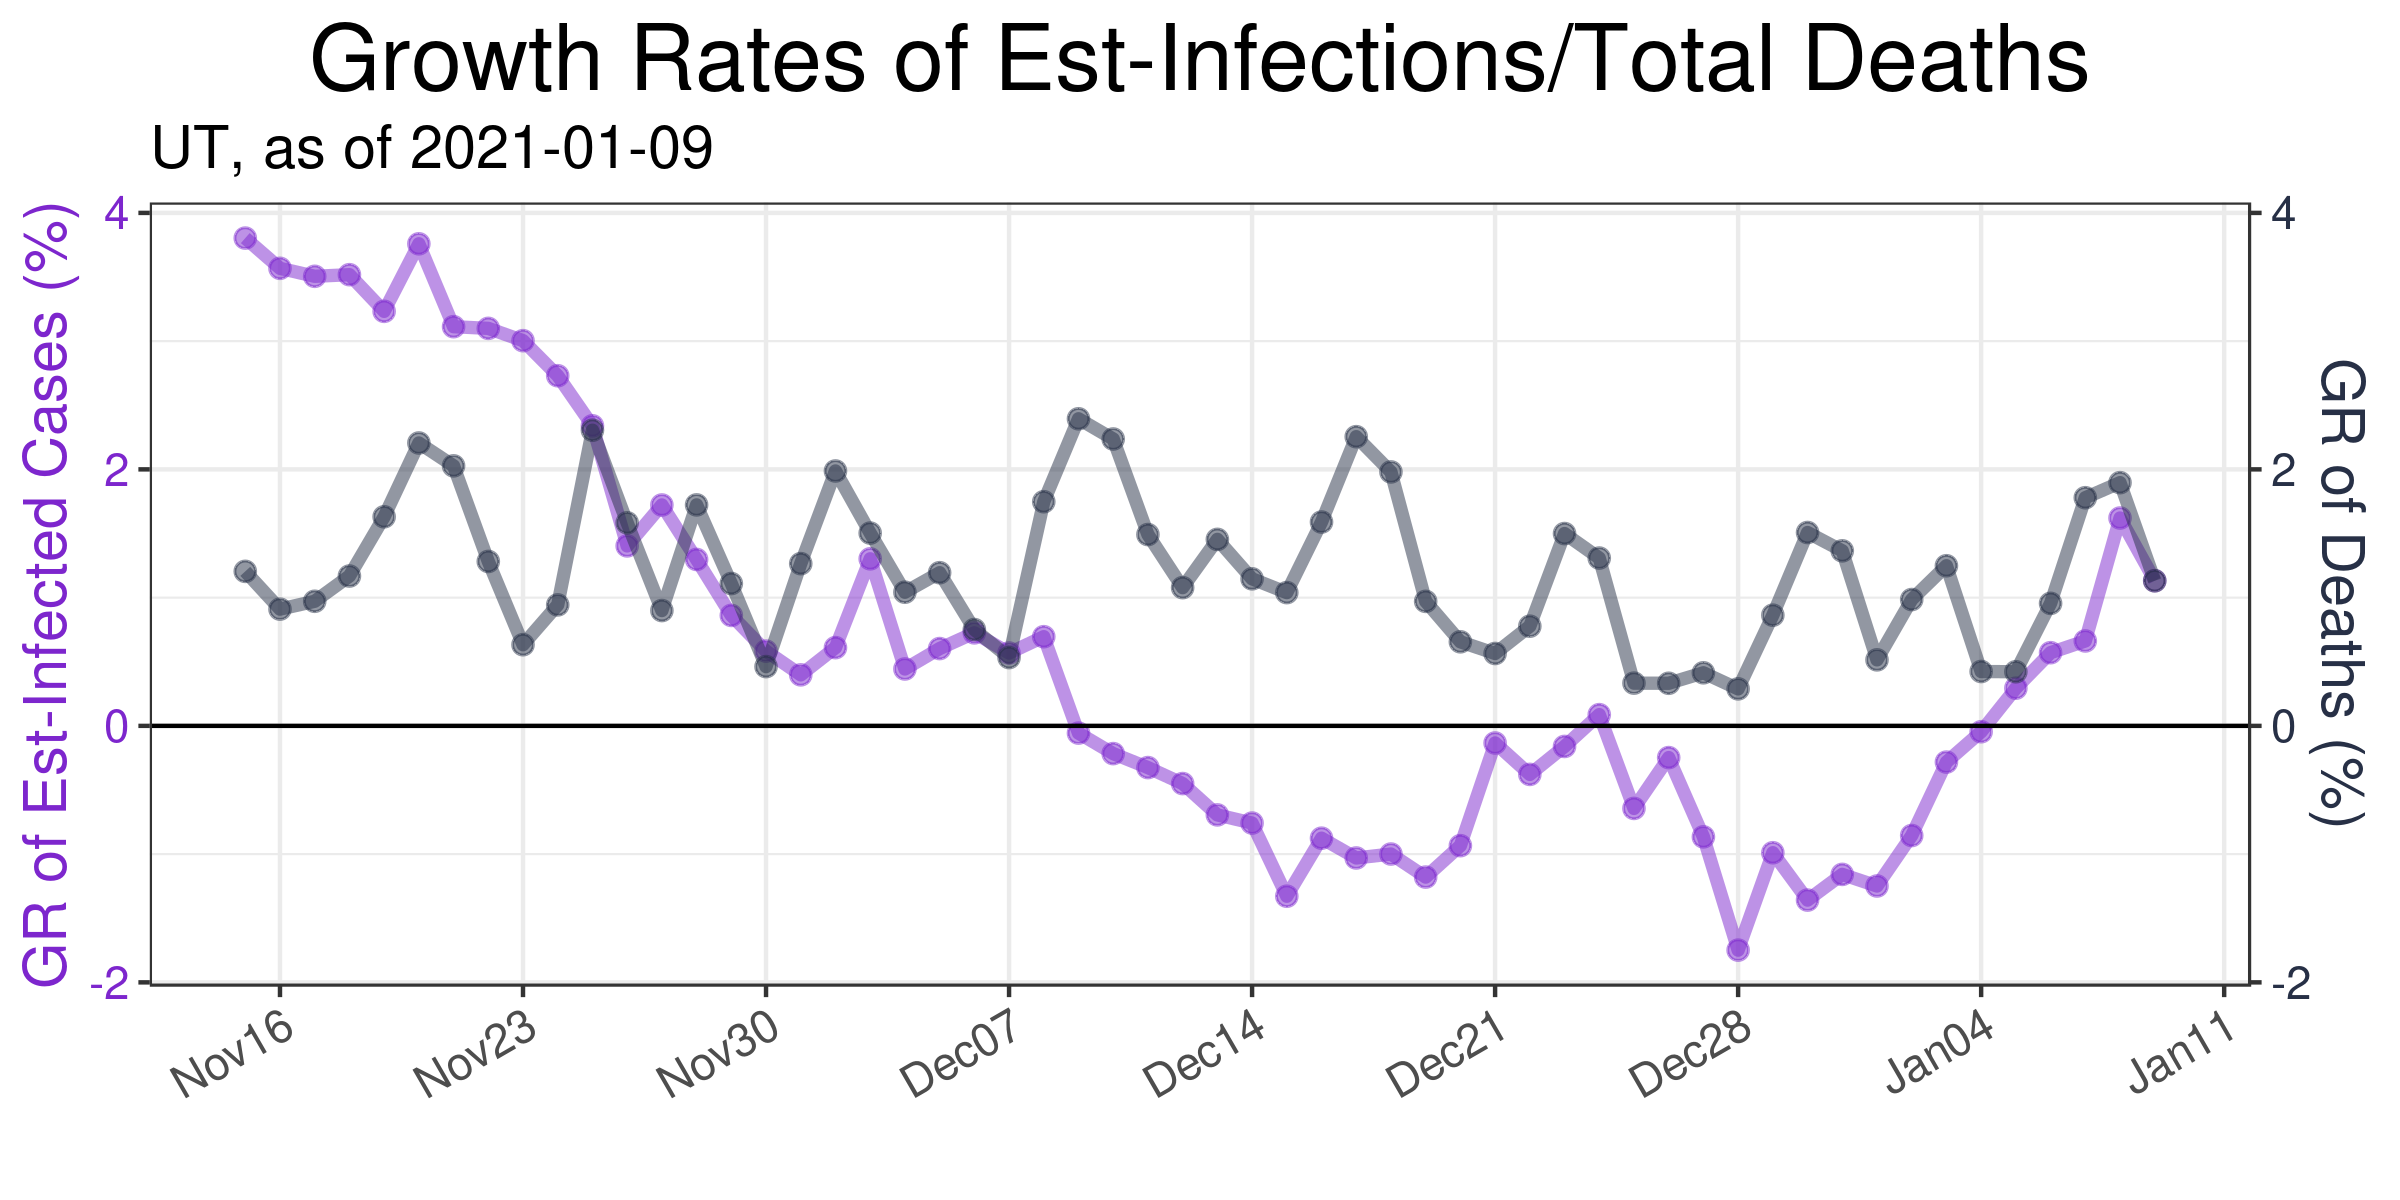 Growth Rates of Est-Infections/Total Deaths
UT, as of 2021-01-09
GR of Est-Infected Cases (%)
4
2
0
-2
4
2
0
-2
GR of Deaths (%)
Nov16
Nov23
Nov30
Dec07
Dec14
Dec21
Dec28
Jan04
Jan11